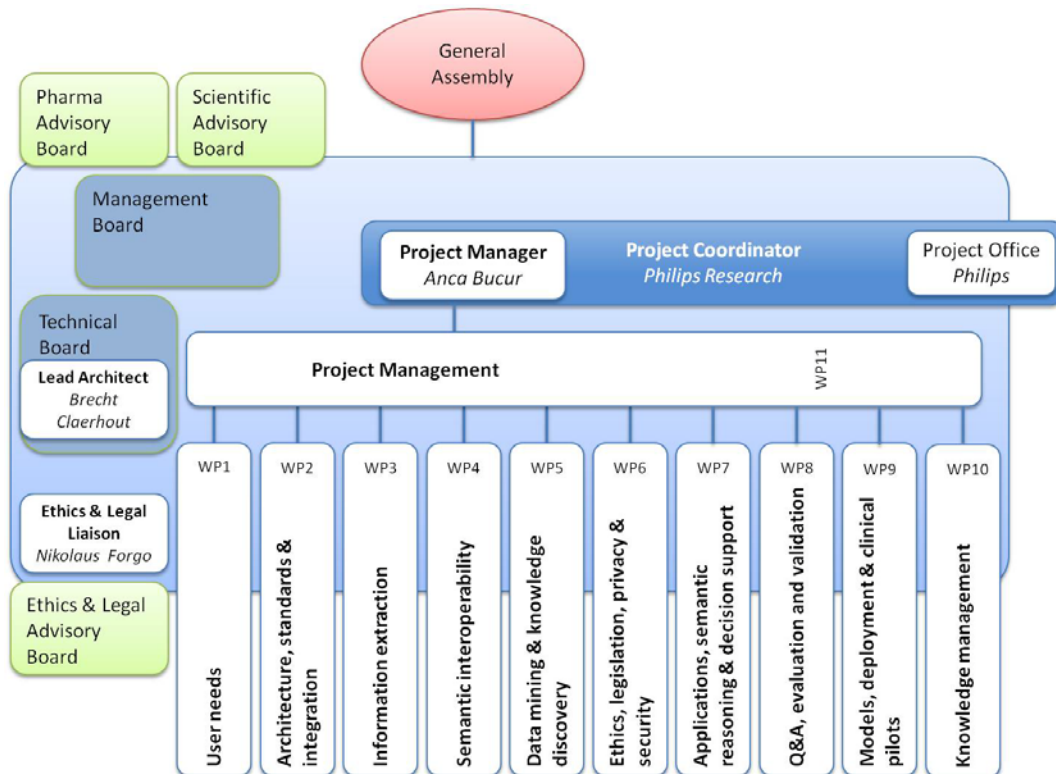 General
Assembly
Pharma
Advisory
Board
Scientific
Advisory
Board
Management
Board
Project Manager
Anca Bucur
Project Coordinator
Philips Research
Project Office
Philips
Technical
Board
Lead Architect
Brecht
Claerhout
Project Management
WP11
Ethics & Legal
Liaison
Nikolaus Forgo
Ethics & Legal
Advisory
Board
WP1
User needs
WP2
Architecture, standards &
integration
WP3
Information extraction
WP4
Semantic interoperability
WP5
Data mining & knowledge
discovery
WP6
Ethics, legislation, privacy &
security
WP7
Applications, semantic
reasoning & decision support
WP8
Q&A, evaluation and validation
WP9
Models, deployment & clinical
pilots
WP10
Knowledge management